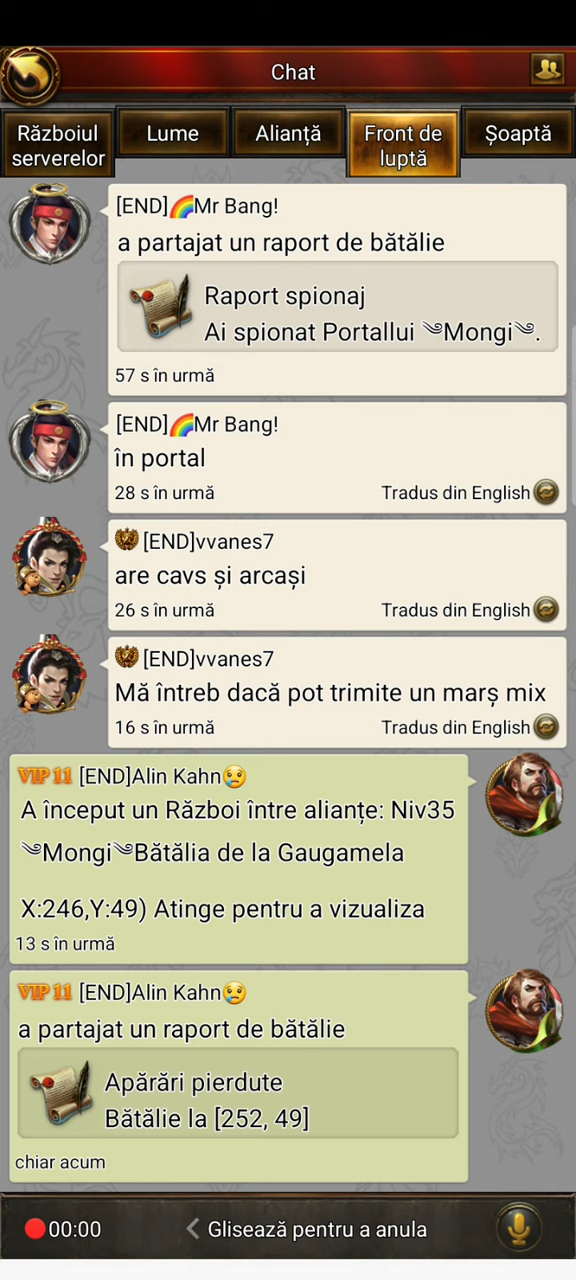 Chat
Războiul
serverelor
Lume
Alianță
Front de
luptă
Șoaptă
[END]🌈Mr Bang!
a partajat un raport de bătălie
Raport spionaj
Ai spionat Portallui ༄Mongi༄.
57 s în urmă
[END]🌈Mr Bang!
în portal
28 s în urmă
Tradus din English
[END]vvanes7
are cavs și arcași
26 s în urmă
Tradus din English
[END]vvanes7
Mă întreb dacă pot trimite un marș mix
16 s în urmă
Tradus din English
VIP 11 [END]Alin Kahn😢
A început un Război între alianțe: Niv35
༄Mongi༄Bătălia de la Gaugamela
X:246,Y:49) Atinge pentru a vizualiza
13 s în urmă
VIP 11 [END]Alin Kahn😢
a partajat un raport de bătălie
Apărări pierdute
Bătălie la [252, 49]
chiar acum
00:00
Glisează pentru a anula